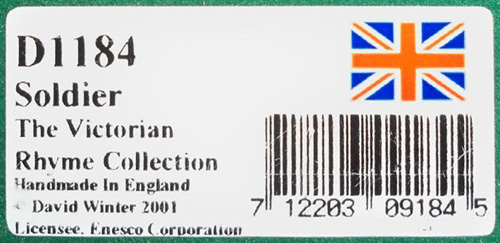 D1184
Soldier
The Victorian
Rhyme Collection
Handmade In England
© David Winter 2001
Licensee, Enesco Corporation
7 12203 09184 5